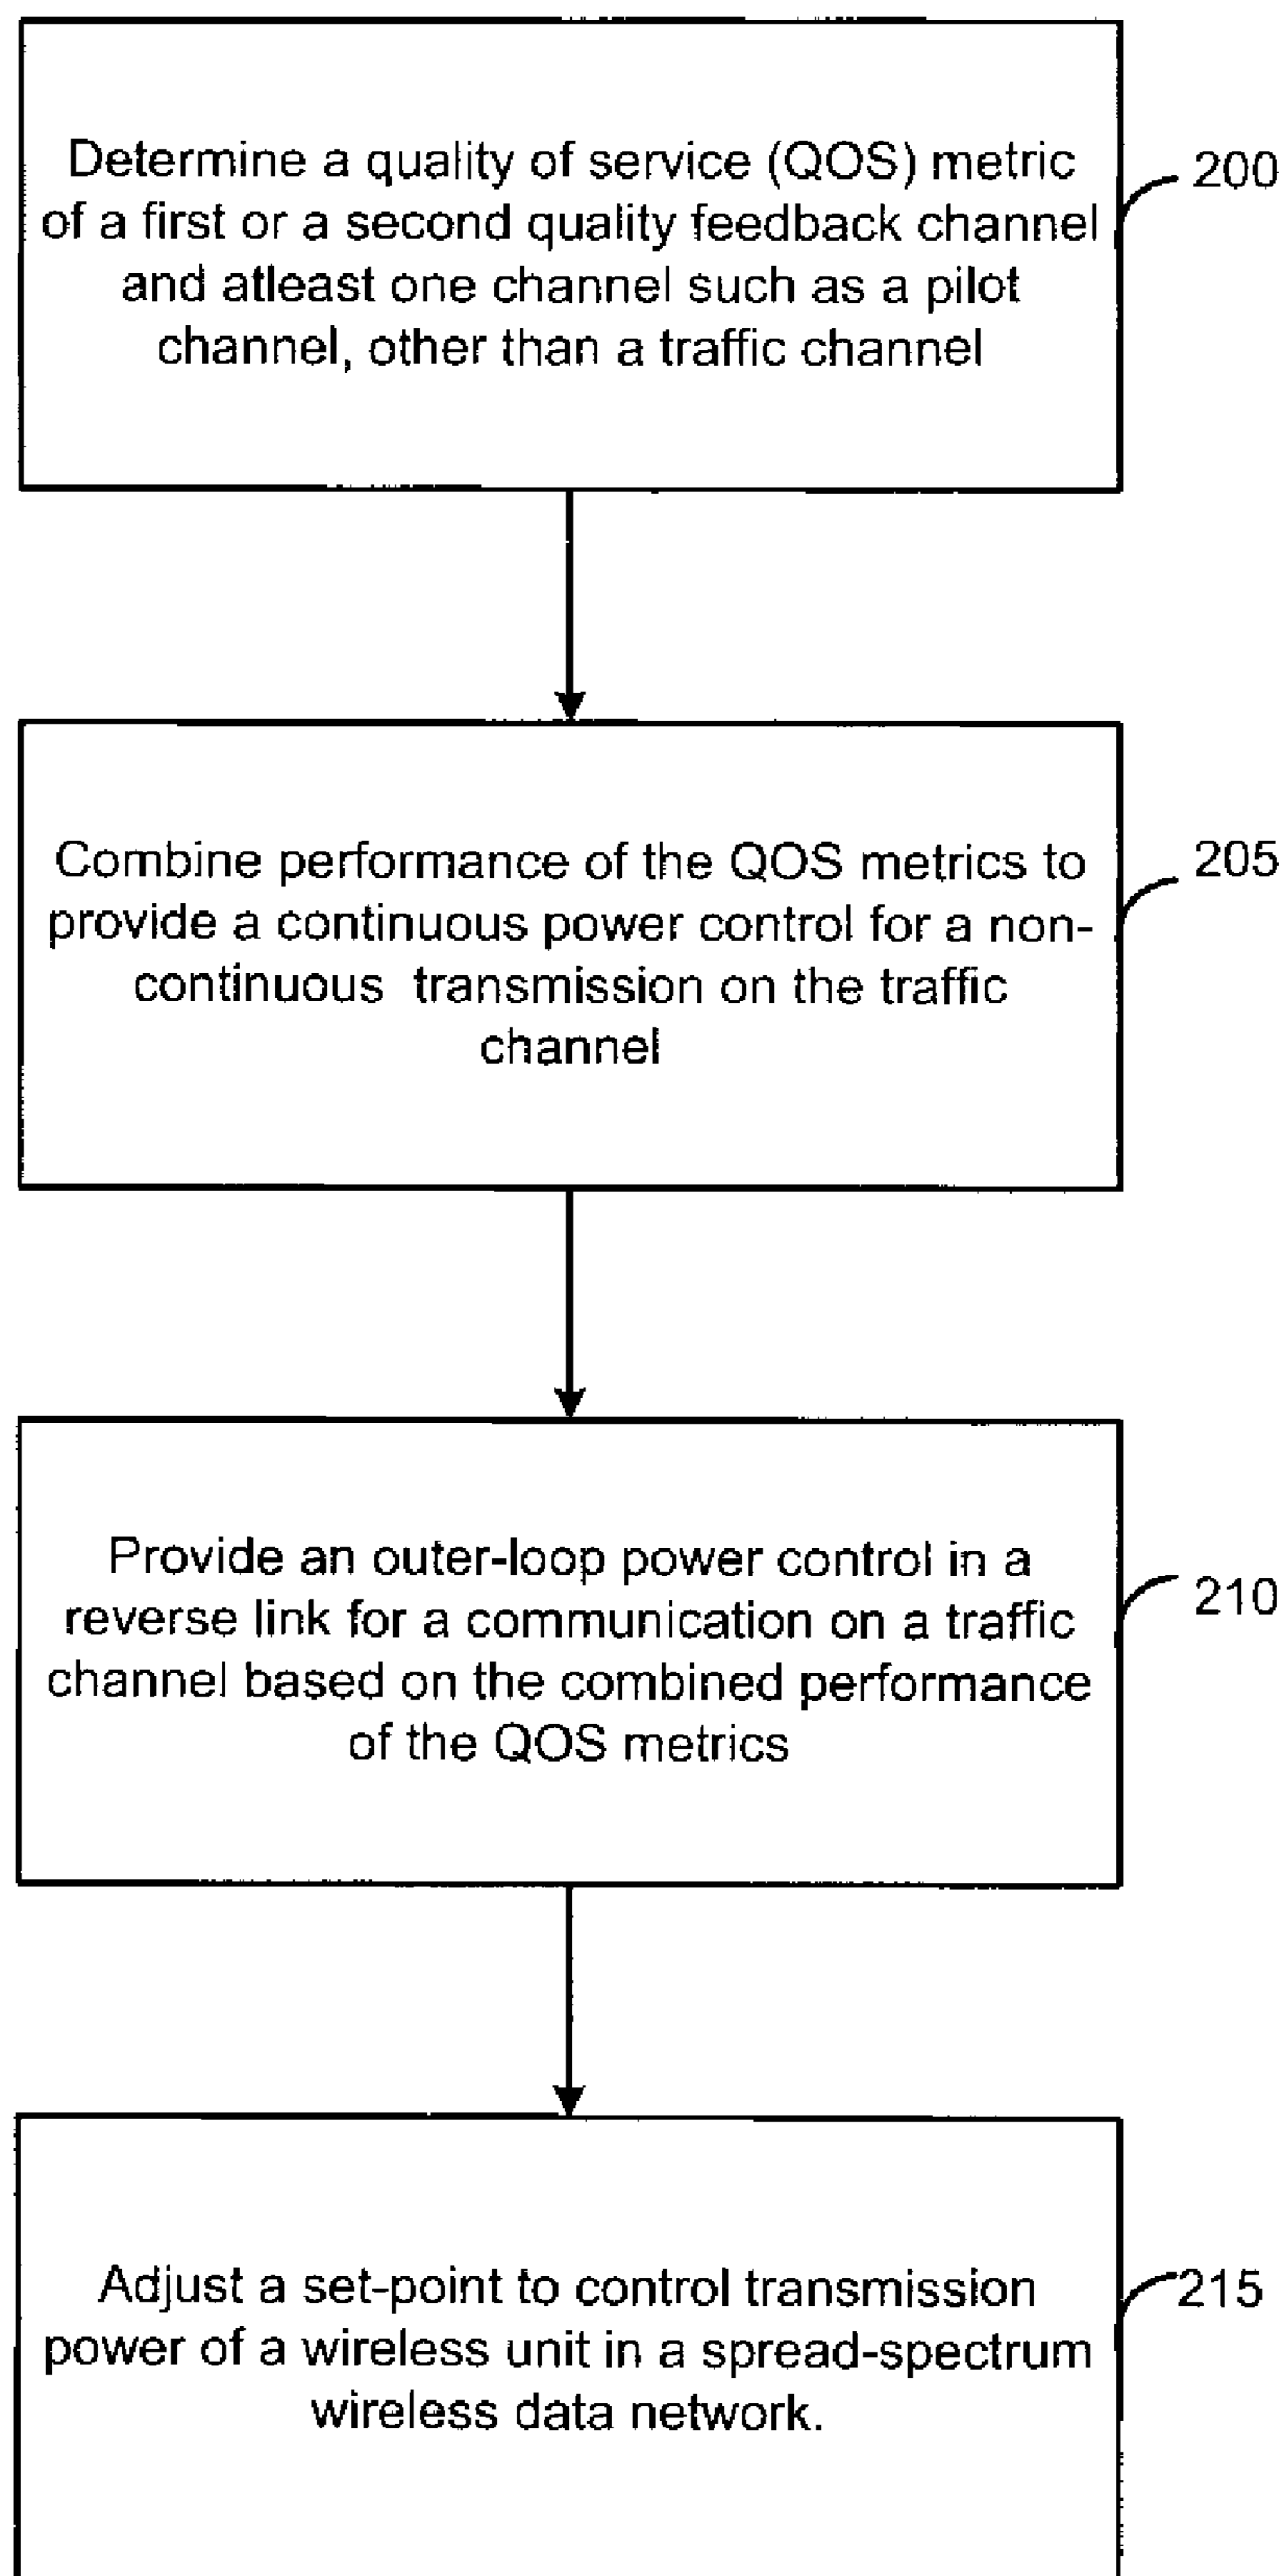 Determine a quality of service (QOS) metric
of a first or a second quality feedback channel
and atleast one channel such as a pilot
channel, other than a traffic channel
200
Combine performance of the QOS metrics to
provide a continuous power control for a non-
continuous transmission on the traffic
channel
205
Provide an outer-loop power control in a
reverse link for a communication on a traffic
channel based on the combined performance
of the QOS metrics
210
Adjust a set-point to control transmission
power of a wireless unit in a spread-spectrum
wireless data network.
215